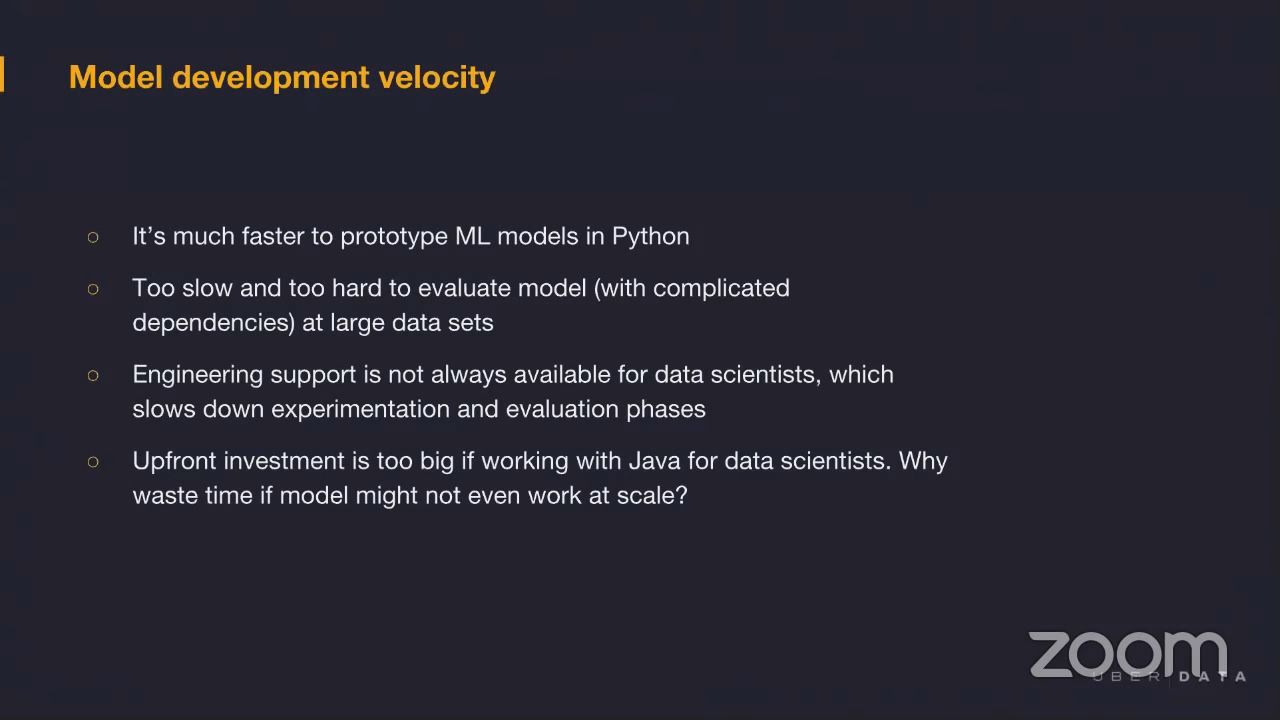 Model development velocity
○ It’s much faster to prototype ML models in Python
○ Too slow and too hard to evaluate model (with complicated
dependencies) at large data sets
○ Engineering support is not always available for data scientists, which
slows down experimentation and evaluation phases
○ Upfront investment is too big if working with Java for data scientists. Why
waste time if model might not even work at scale?
zoom
UBER | DATA